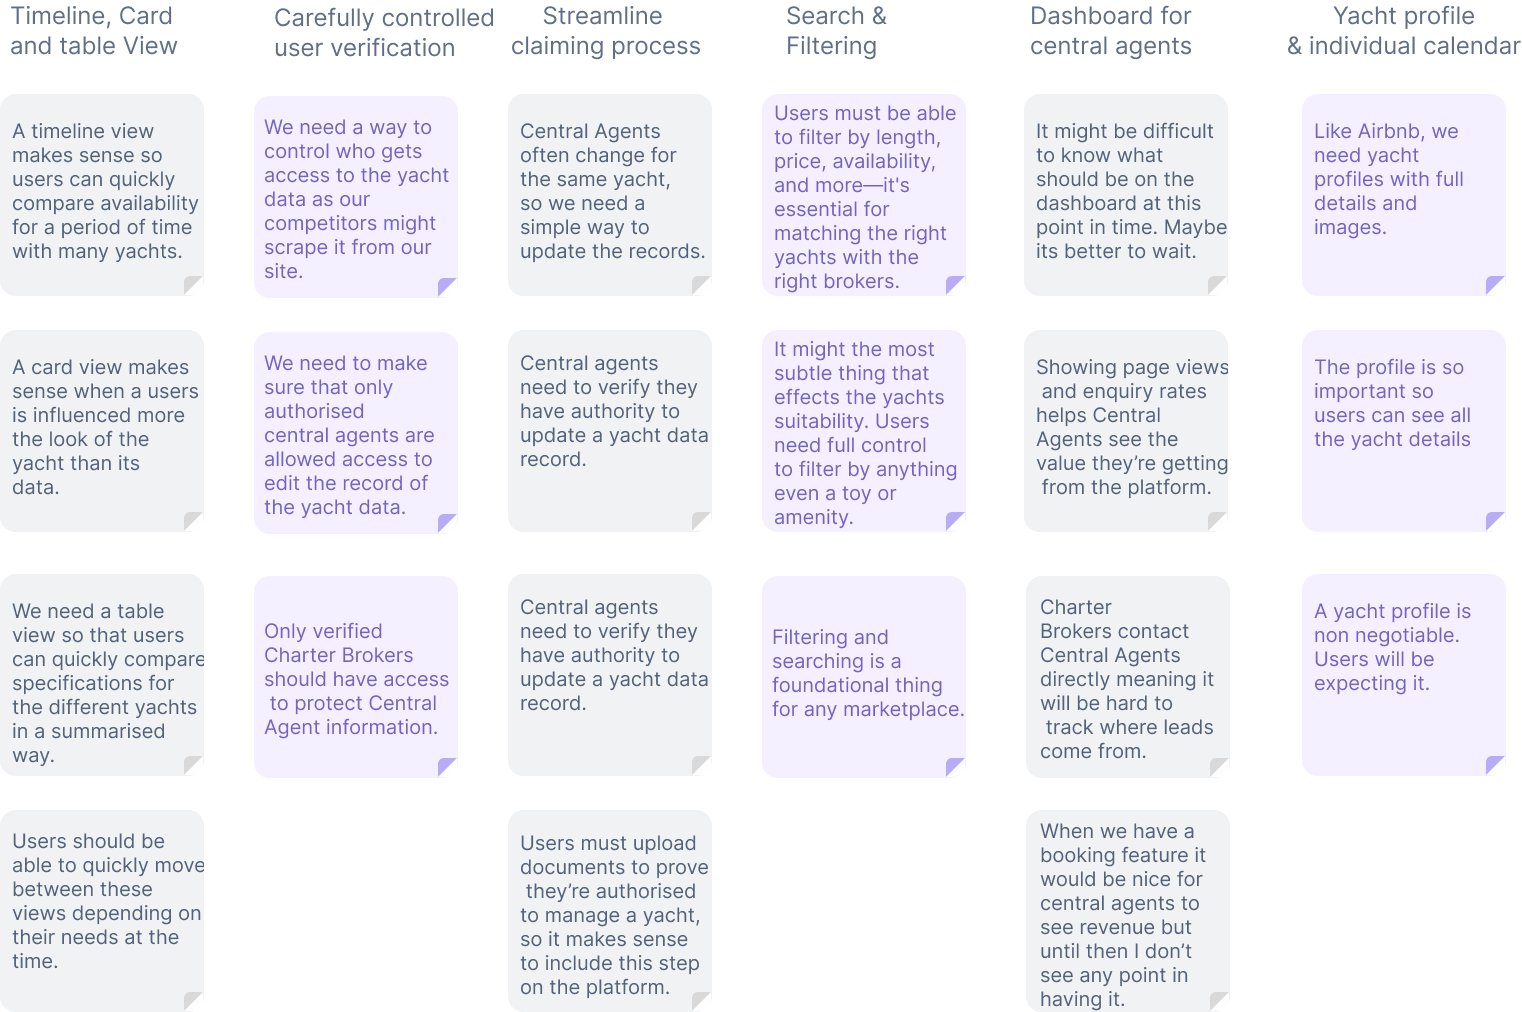 Timeline, Card
and table View
Carefully controlled
user verification
Streamline
claiming process
Search &
Filtering
Dashboard for
central agents
Yacht profile
& individual calendar
A timeline view
makes sense so
users can quickly
compare availability
for a period of time
with many yachts.
We need a way to
control who gets
access to the yacht
data as our
competitors might
scrape it from our
site.
Central Agents
often change for
the same yacht,
so we need a
simple way to
update the records.
Users must be able
to filter by length,
price, availability,
and more—it's
essential for
matching the right
yachts with the
right brokers.
It might be difficult
to know what
should be on the
dashboard at this
point in time. Maybe
its better to wait.
Like Airbnb, we
need yacht
profiles with full
details and
images.
A card view makes
sense when a users
is influenced more
the look of the
yacht than its
data.
We need to make
sure that only
authorised
central agents are
allowed access to
edit the record of
the yacht data.
Central agents
need to verify they
have authority to
update a yacht data
record.
It might the most
subtle thing that
effects the yachts
suitability. Users
need full control
to filter by anything
even a toy or
amenity.
Showing page views
and enquiry rates
helps Central
Agents see the
value they’re getting
from the platform.
The profile is so
important so
users can see all
the yacht details
We need a table
view so that users
can quickly compare
specifications for
the different yachts
in a summarised
way.
Only verified
Charter Brokers
should have access
to protect Central
Agent information.
Central agents
need to verify they
have authority to
update a yacht data
record.
Filtering and
searching is a
foundational thing
for any marketplace.
Charter
Brokers contact
Central Agents
directly meaning it
will be hard to
track where leads
come from.
A yacht profile is
non negotiable.
Users will be
expecting it.
Users should be
able to quickly move
between these
views depending on
their needs at the
time.
Users must upload
documents to prove
they’re authorised
to manage a yacht,
so it makes sense
to include this step
on the platform.
When we have a
booking feature it
would be nice for
central agents to
see revenue but
until then I don’t
see any point in
having it.